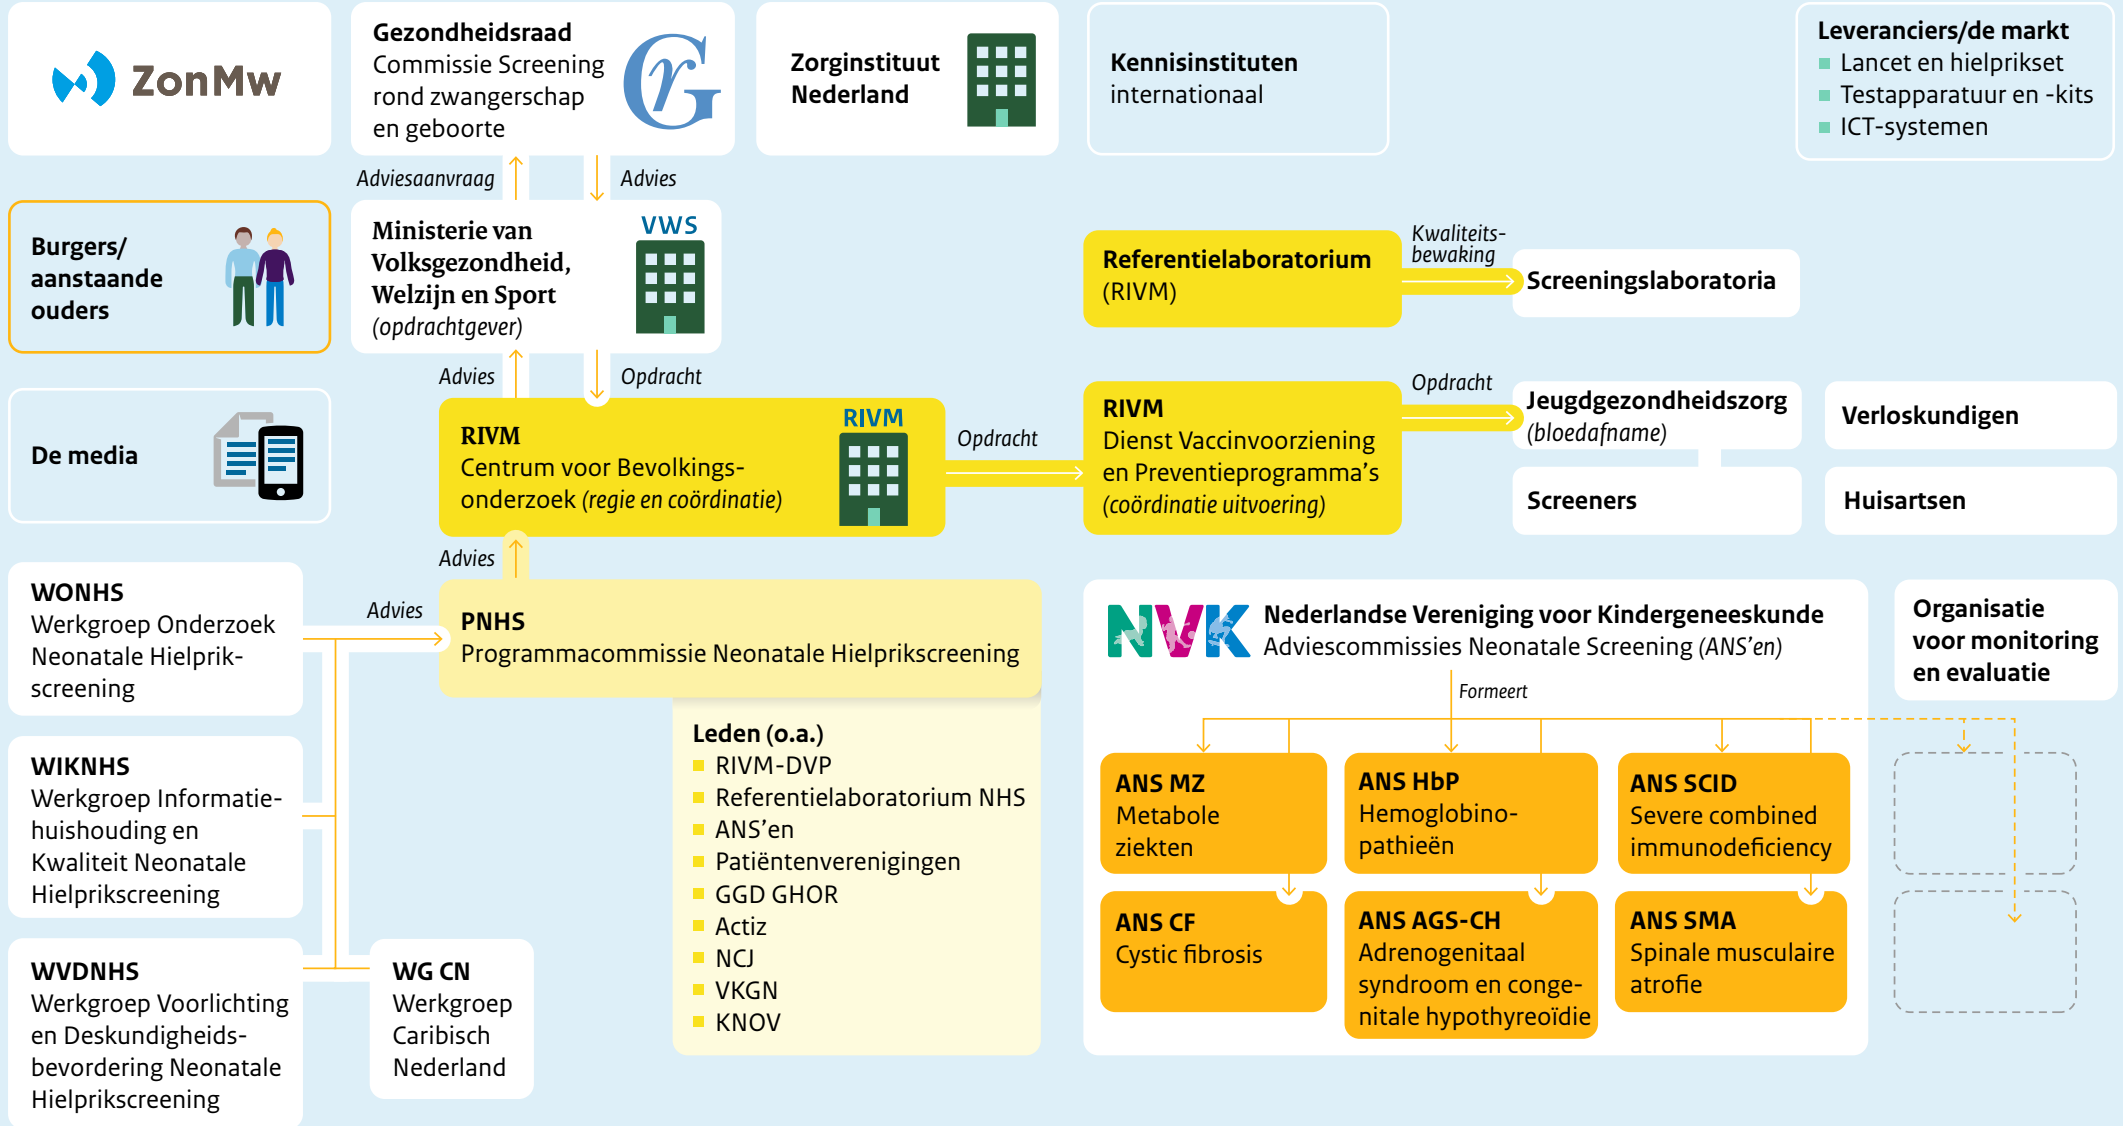 ZonMw
Gezondheidsraad
Commissie Screening
rond zwangerschap
en geboorte
Gr
Zorginstituut
Nederland
Kennisinstituten
internationaal
Leveranciers/de markt
Lancet en hielprikset
Testapparatuur en -kits
ICT-systemen
Adviesaanvraag
Advies
Burgers/
aanstaande
ouders
Ministerie van
Volksgezondheid,
Welzijn en Sport
(opdrachtgever)
VWS
Referentielaboratorium
(RIVM)
Kwaliteits-
bewaking
Screeningslaboratoria
Advies
Opdracht
De media
RIVM
Centrum voor Bevolkings-
onderzoek (regie en coördinatie)
RIVM
Opdracht
RIVM
Dienst Vaccinvoorziening
en Preventieprogramma's
(coördinatie uitvoering)
Opdracht
Jeugdgezondheidszorg
(bloedafname)
Verloskundigen
Screeners
Huisartsen
Advies
WONHS
Werkgroep Onderzoek
Neonatale Hielprik-
screening
Advies
PNHS
Programmacommissie Neonatale Hielprikscreening
Leden (o.a.)
RIVM-DVP
Referentielaboratorium NHS
ANS'en
Patiëntenverenigingen
GGD GHOR
Actiz
NCJ
VKGN
KNOV
WIKNHS
Werkgroep Informatie-
huishouding en
Kwaliteit Neonatale
Hielprikscreening
WVDNHS
Werkgroep Voorlichting
en Deskundigheids-
bevordering Neonatale
Hielprikscreening
WG CN
Werkgroep
Caribisch
Nederland
NVK
Nederlandse Vereniging voor Kindergeneeskunde
Adviescommissies Neonatale Screening (ANS'en)
Formeert
Organisatie
voor monitoring
en evaluatie
ANS MZ
Metabole
ziekten
ANS HbP
Hemoglobino-
pathieën
ANS SCID
Severe combined
immunodeficiency
ANS CF
Cystic fibrosis
ANS AGS-CH
Adrenogenitaal
syndroom en conge-
nitale hypothyreoïdie
ANS SMA
Spinale musculaire
atrofie